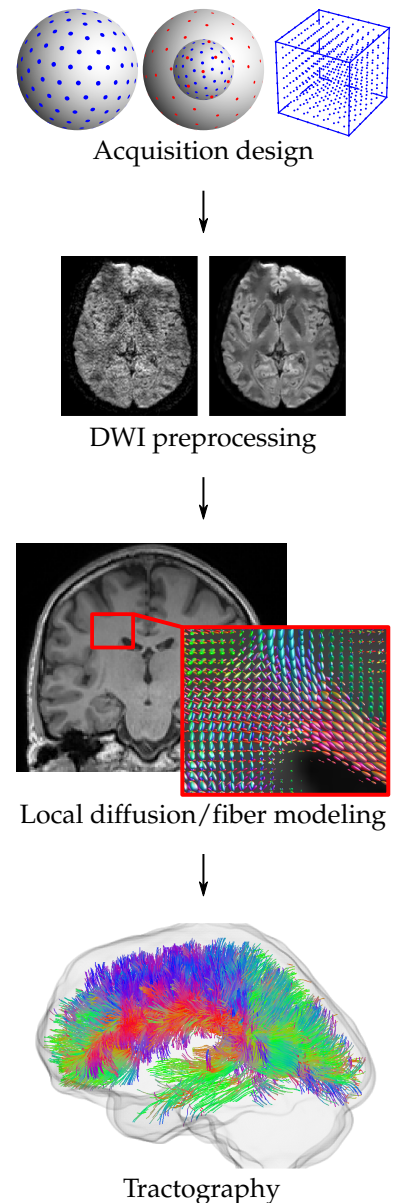 Acquisition design
DWI preprocessing
Local diffusion/fiber modeling
Tractography